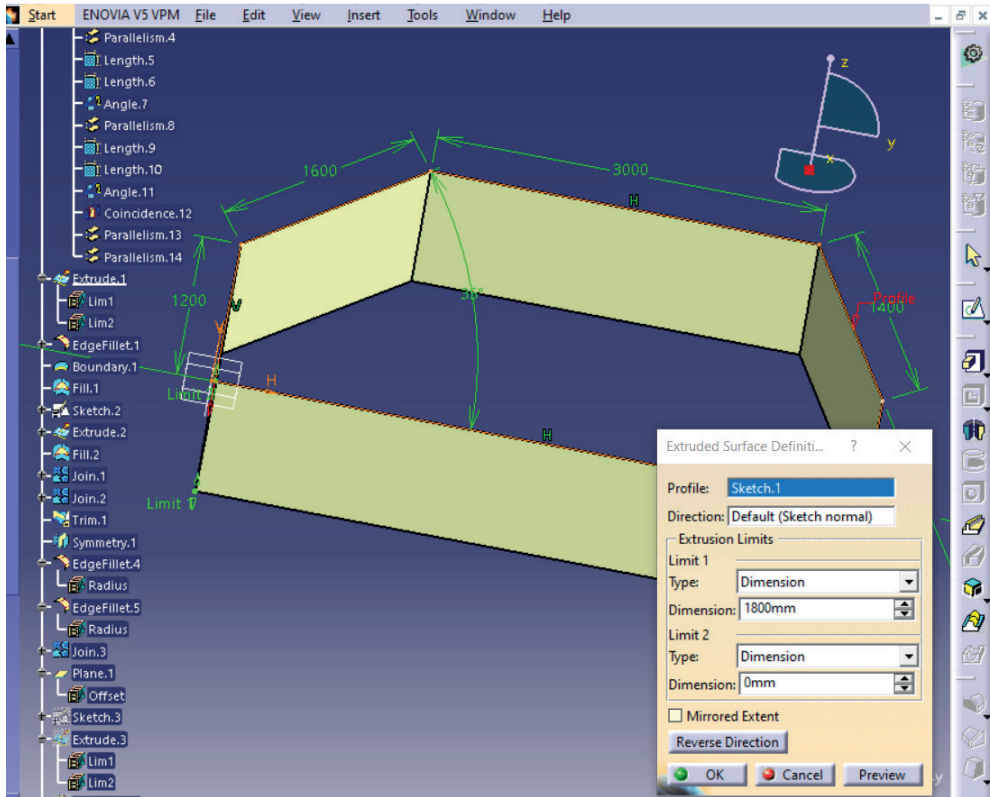 Start ENOVIA V5 VPM File Edit View Insert Tools Window Help
Parallelism.4
Length.5
Length.6
Angle.7
Parallelism.8
Length.9
Length.10
Angle.11
Coincidence.12
Parallelism.13
Parallelism.14
Extrude.1
Lim1
Lim2
EdgeFillet.1
Boundary.1
Fill.1
Sketch.2
Extrude.2
Fill.2
Join.1
Join.2
Trim.1
Symmetry.1
EdgeFillet.4
Radius
EdgeFillet.5
Radius
Join.3
Plane.1
Offset
Sketch.3
Extrude.3
Lim1
Lim2
z
y
x
1600
3000
H
1200
V
35°
Profile
1400
V
H
Limit
H
Limit 1
Extruded Surface Definiti... ? ×
Profile: Sketch.1
Direction: Default (Sketch normal)
Extrusion Limits
Limit 1
Type: Dimension
Dimension: 1800mm
Limit 2
Type: Dimension
Dimension: 0mm
Mirrored Extent
Reverse Direction
OK Cancel Preview
y